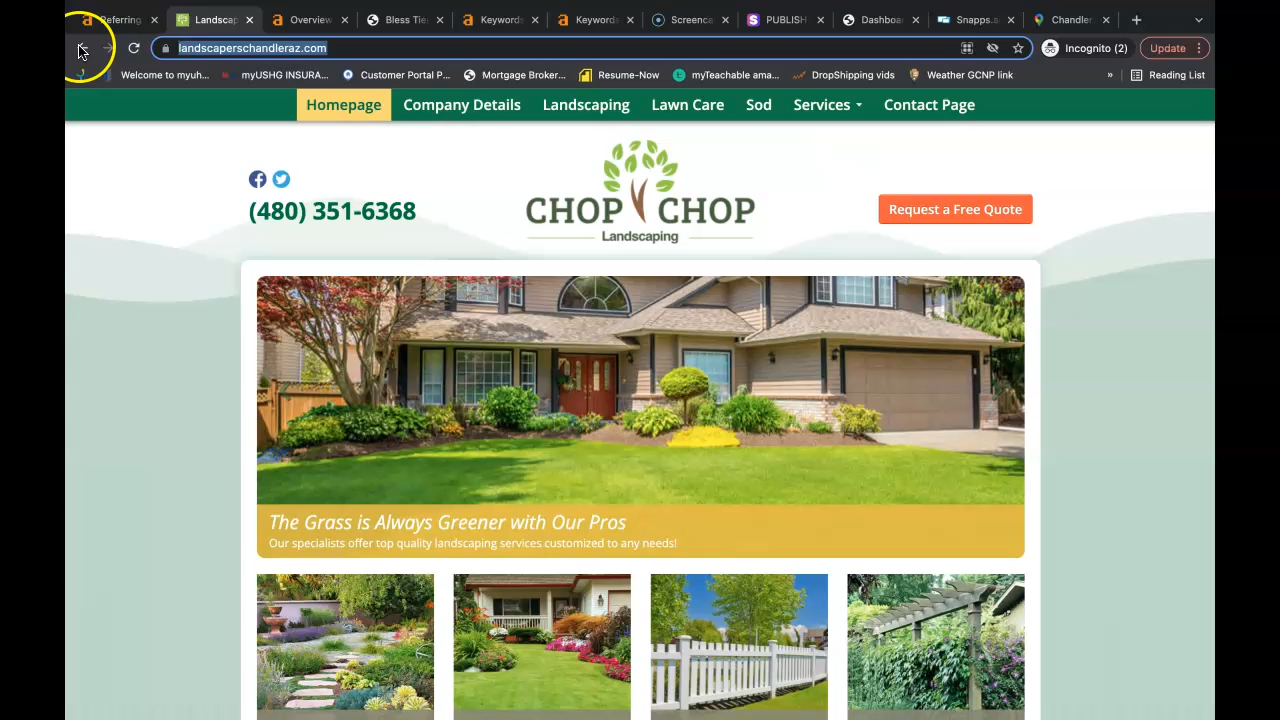 Referring
Landscap
Overview
Bless Tie
Keywords
Keywords
Screenca
PUBLISH
Dashboa
Snapps.a
Chandler
landscaperschandleraz.com
Incognito (2)
Update
Welcome to myuh...
myUSHG INSURA...
Customer Portal P...
Mortgage Broker...
Resume-Now
myTeachable ama...
DropShipping vids
Weather GCNP link
»
Reading List
Homepage
Company Details
Landscaping
Lawn Care
Sod
Services
Contact Page
(480) 351-6368
CHOP CHOP
Landscaping
Request a Free Quote
The Grass is Always Greener with Our Pros
Our specialists offer top quality landscaping services customized to any needs!